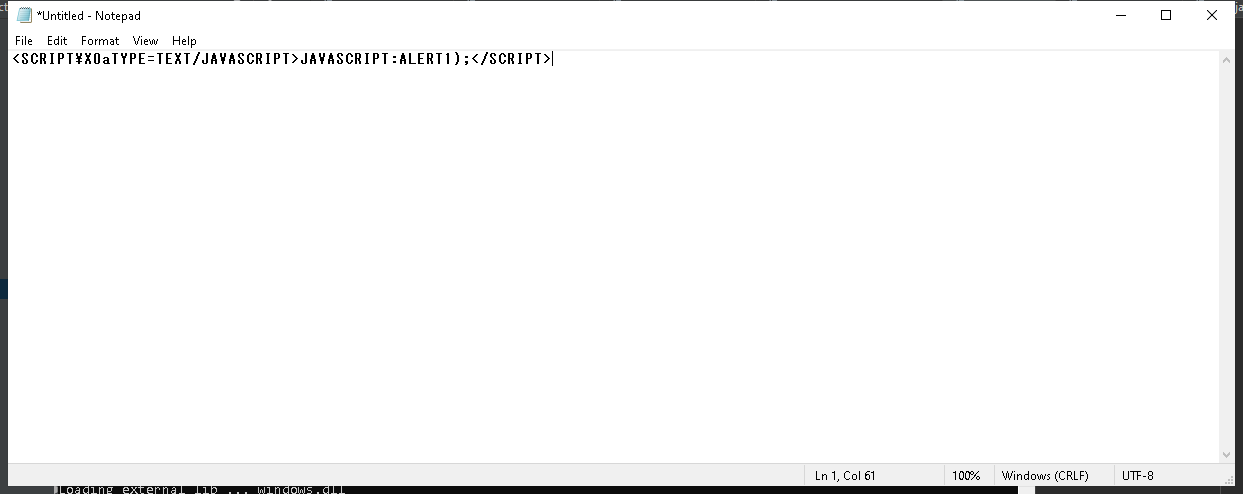 *Untitled - Notepad
File Edit Format View Help
<SCRIPT¥X0aTYPE=TEXT/JAVASCRIPT>JAVASCRIPT:ALERT1);</SCRIPT>
Ln 1, Col 61 100% Windows (CRLF) UTF-8
Loading external lib ... windows.dll